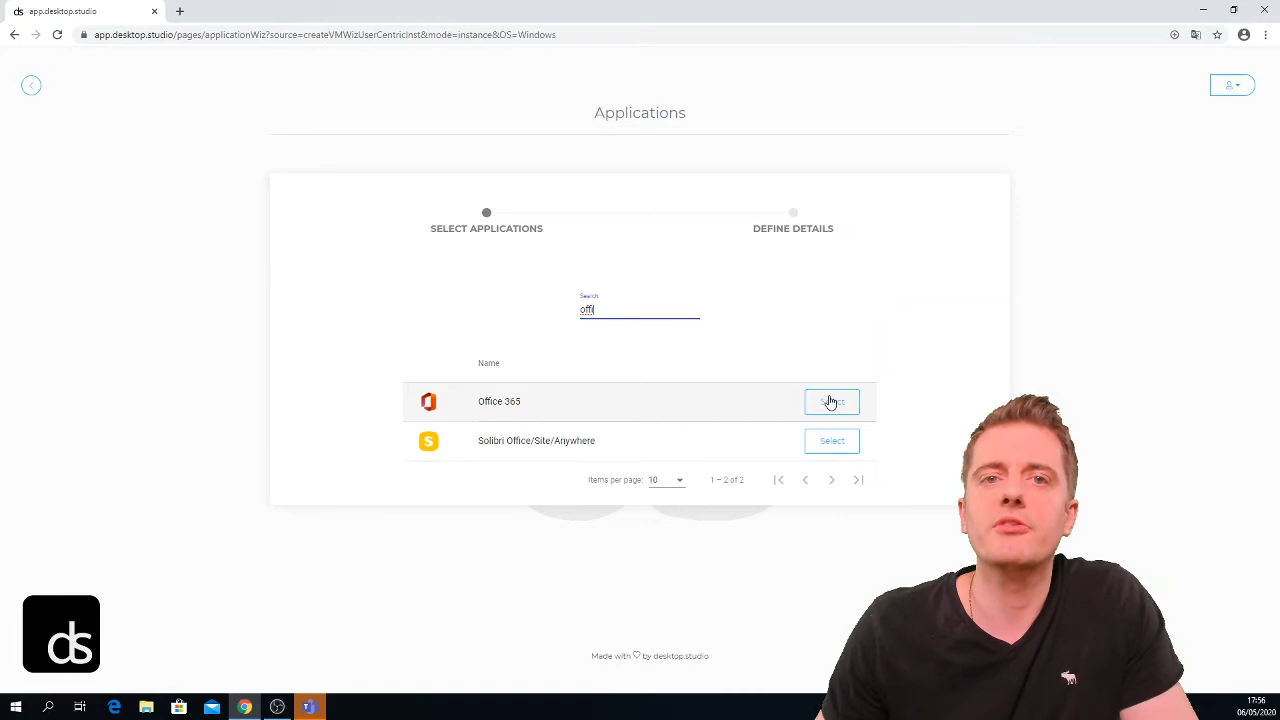 ds app.desktop.studio
app.desktop.studio/pages/applicationWiz?source=createVMWizUserCentricInst&mode=instance&OS=Windows
Applications
SELECT APPLICATIONS
DEFINE DETAILS
Search
offi
Name
Office 365
Select
S Solibri Office/Site/Anywhere
Select
Items per page: 10
1 – 2 of 2
ds
Made with ♡ by desktop.studio
17:56
06/05/2020